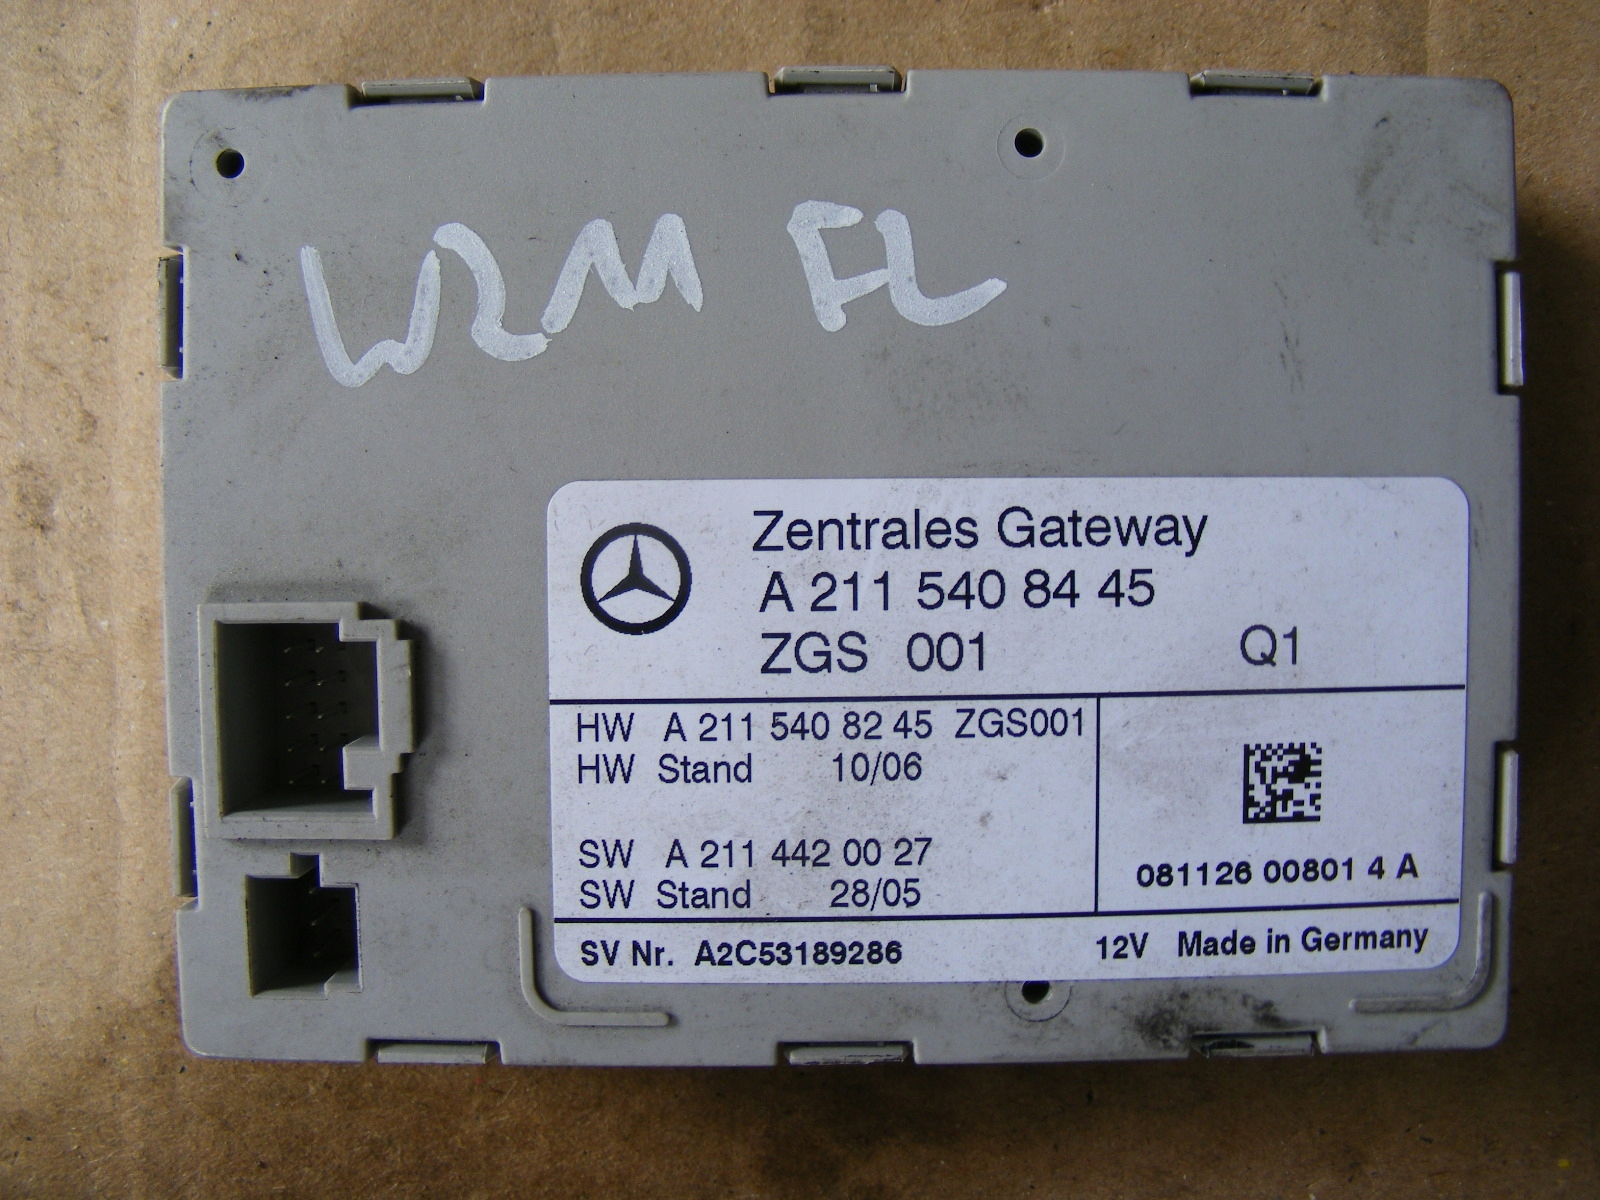 W211 FL
Zentrales Gateway
A 211 540 84 45
ZGS 001 Q1
HW A 211 540 82 45 ZGS001
HW Stand 10/06
SW A 211 442 00 27
SW Stand 28/05
081126 00801 4 A
SV Nr. A2C53189286 12V Made in Germany